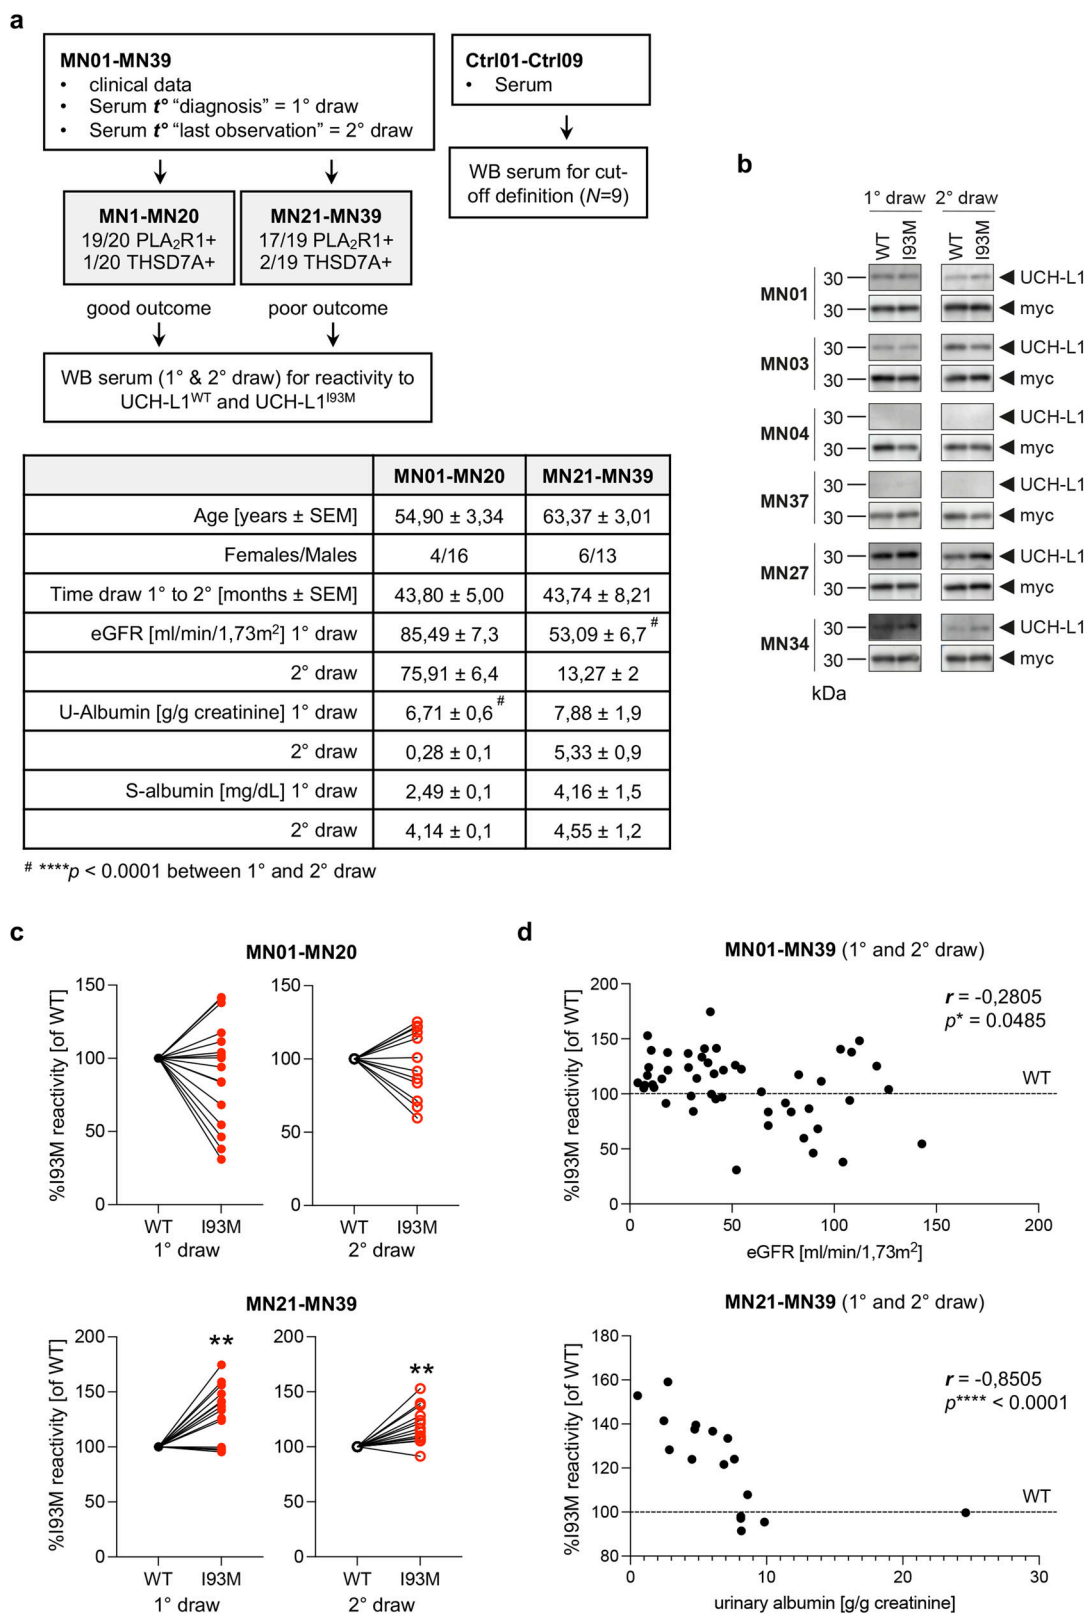 a
MN01-MN39
• clinical data
• Serum t° “diagnosis” = 1° draw
• Serum t° “last observation” = 2° draw
Ctrl01-Ctrl09
• Serum
WB serum for cut-
off definition (N=9)
MN1-MN20
19/20 PLA₂R1+
1/20 THSD7A+
MN21-MN39
17/19 PLA₂R1+
2/19 THSD7A+
good outcome
poor outcome
WB serum (1° & 2° draw) for reactivity to
UCH-L1ᵂᵀ and UCH-L1ᴵ⁹³ᴹ
MN01-MN20 MN21-MN39
Age [years ± SEM] 54,90 ± 3,34 63,37 ± 3,01
Females/Males 4/16 6/13
Time draw 1° to 2° [months ± SEM] 43,80 ± 5,00 43,74 ± 8,21
eGFR [ml/min/1,73m²] 1° draw 85,49 ± 7,3 53,09 ± 6,7 #
2° draw 75,91 ± 6,4 13,27 ± 2
U-Albumin [g/g creatinine] 1° draw 6,71 ± 0,6 # 7,88 ± 1,9
2° draw 0,28 ± 0,1 5,33 ± 0,9
S-albumin [mg/dL] 1° draw 2,49 ± 0,1 4,16 ± 1,5
2° draw 4,14 ± 0,1 4,55 ± 1,2
# ****p < 0.0001 between 1° and 2° draw
b
1° draw 2° draw
WT I93M WT I93M
MN01
30 UCH-L1
30 myc
MN03
30 UCH-L1
30 myc
MN04
30 UCH-L1
30 myc
MN37
30 UCH-L1
30 myc
MN27
30 UCH-L1
30 myc
MN34
30 UCH-L1
30 myc
kDa
c
MN01-MN20
%I93M reactivity [of WT]
150
100
50
0
WT I93M
1° draw
150
100
50
0
WT I93M
2° draw
MN21-MN39
%I93M reactivity [of WT]
200
150
100
50
0
**
WT I93M
1° draw
200
150
100
50
0
**
WT I93M
2° draw
d
MN01-MN39 (1° and 2° draw)
%I93M reactivity [of WT]
200
150
100
50
0
r = -0,2805
p* = 0.0485
WT
0 50 100 150 200
eGFR [ml/min/1,73m²]
MN21-MN39 (1° and 2° draw)
%I93M reactivity [of WT]
180
160
140
120
100
80
r = -0,8505
p**** < 0.0001
WT
0 10 20 30
urinary albumin [g/g creatinine]